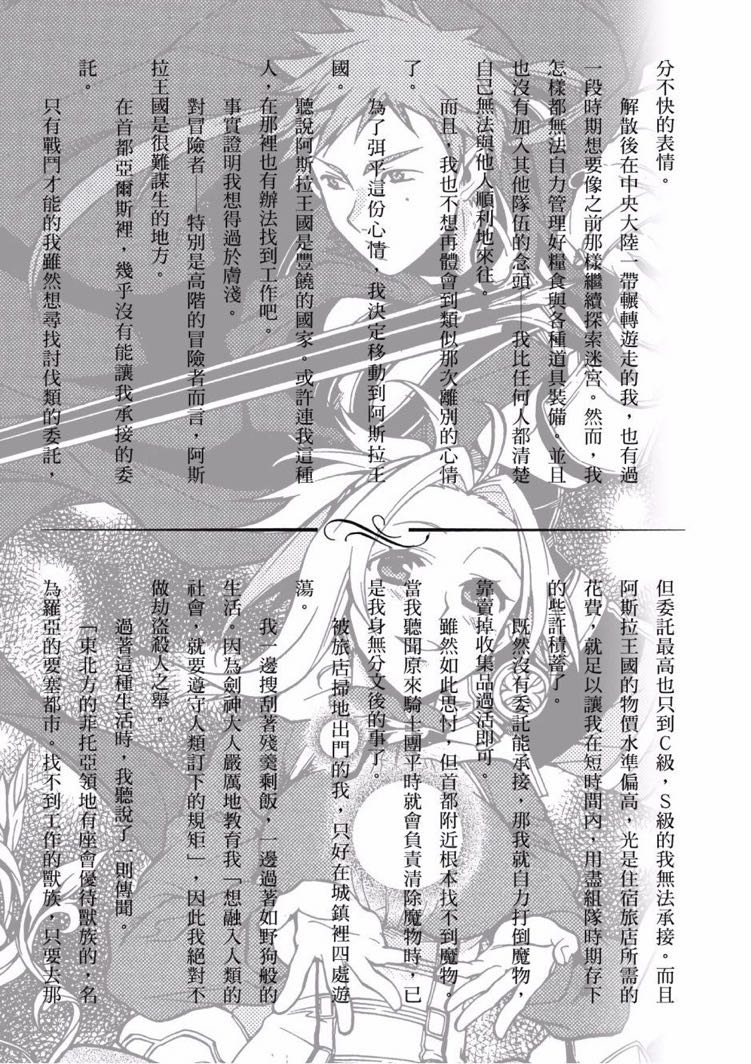 分不快的表情。
解散後在中央大陸一帶輾轉遊走的我，也有過
一段時期想要像之前那樣繼續探索迷宮。然而，我
怎樣都無法自力管理好糧食與各種道具裝備。並且
也沒有加入其他隊伍的念頭——我比任何人都清楚
自己無法與他人順利地來往。
而且，我也不想再體會到類似那次離別的心情
了。
為了弭平這份心情，我決定移動到阿斯拉王
國。
聽說阿斯拉王國是豐饒的國家。或許連我這種
人，在那裡也有辦法找到工作吧。
事實證明我想得過於膚淺。
對冒險者——特別是高階的冒險者而言，阿斯
拉王國是很難謀生的地方。
在首都亞爾斯裡，幾乎沒有能讓我承接的委
託。
只有戰鬥才能的我雖然想尋找討伐類的委託，
但委託最高也只到C級，S級的我無法承接。而且
阿斯拉王國的物價水準偏高，光是住宿旅店所需的
花費，就足以讓我在短時間內，用盡組隊時期存下
的些許積蓄了。
既然沒有委託能承接，那我就自力打倒魔物，
靠賣掉收集品過活即可。
雖然如此思忖，但首都附近根本找不到魔物。
當我聽聞原來騎士團平時就會負責清除魔物時，已
是我身無分文後的事了。
被旅店掃地出門的我，只好在城鎮裡四處遊
蕩。
我一邊搜刮著殘羹剩飯，一邊過著如野狗般的
生活。因為劍神大人嚴厲地教育我「想融入人類的
社會，就要遵守人類訂下的規矩」，因此我絕對不
做劫盜殺人之舉。
過著這種生活時，我聽說了一則傳聞。
「東北方的菲托亞領地有座會優待獸族的，名
為羅亞的要塞都市。找不到工作的獸族，只要去那